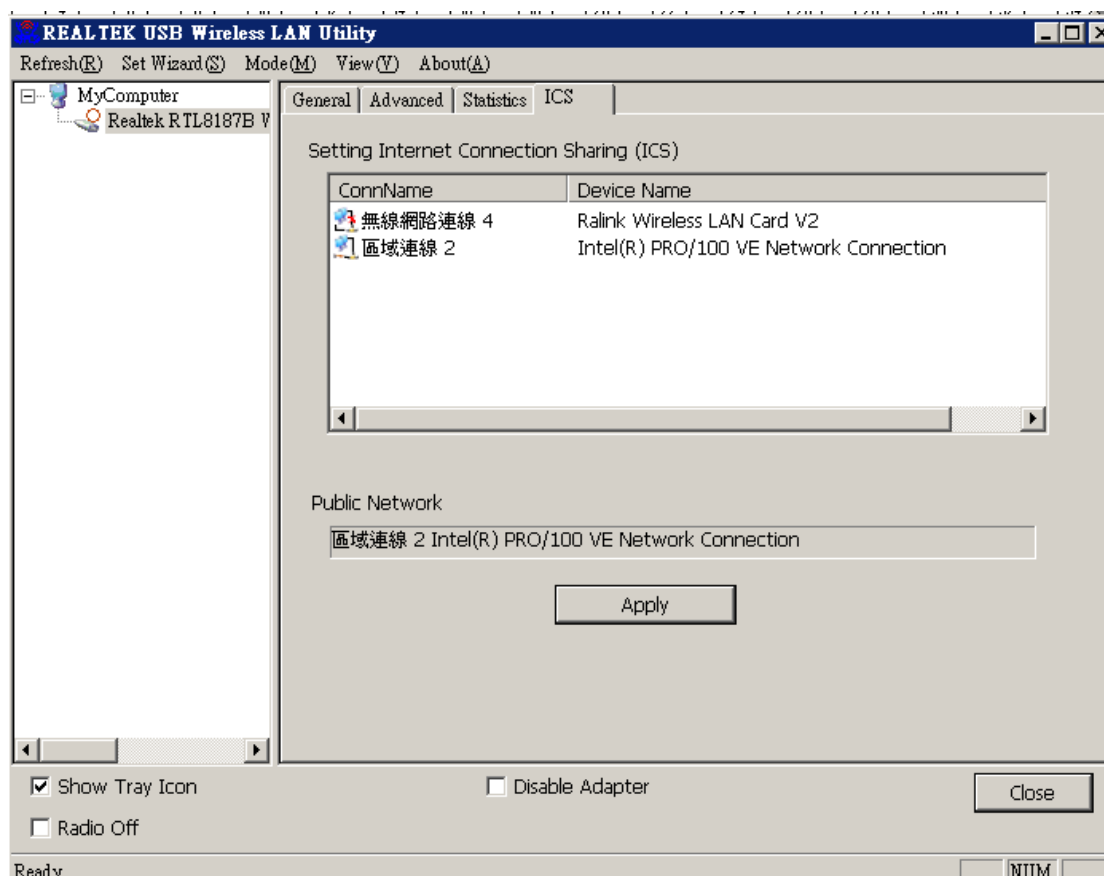 REALTEK USB Wireless LAN Utility
Refresh(R) Set Wizard(S) Mode(M) View(V) About(A)
MyComputer
Realtek RTL8187B
General Advanced Statistics ICS
Setting Internet Connection Sharing (ICS)
ConnName Device Name
無線網路連線 4 Ralink Wireless LAN Card V2
區域連線 2 Intel(R) PRO/100 VE Network Connection
Public Network
區域連線 2 Intel(R) PRO/100 VE Network Connection
Apply
Show Tray Icon Disable Adapter
Close
Radio Off
Ready NUM